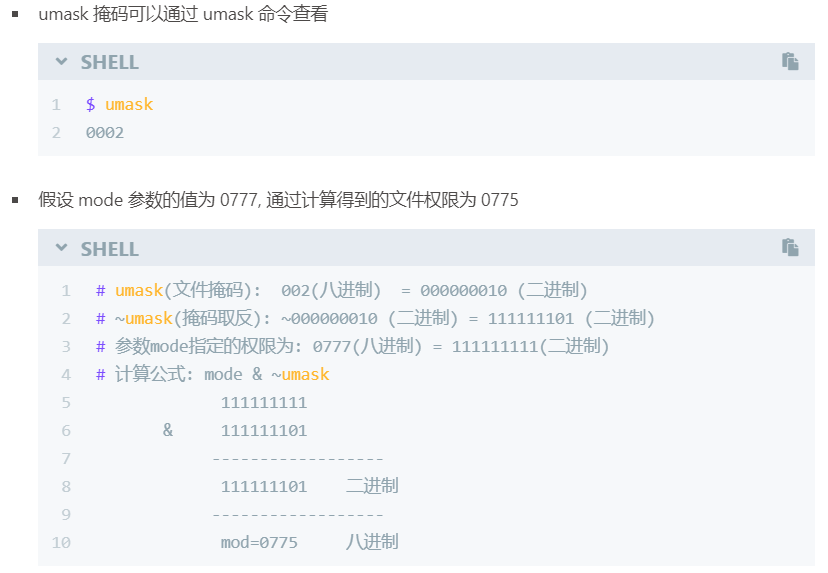 umask 掩码可以通过 umask 命令查看
SHELL
1 $ umask
2 0002
假设 mode 参数的值为 0777, 通过计算得到的文件权限为 0775
SHELL
1 # umask(文件掩码):  002(八进制)  = 000000010 (二进制)
2 # ~umask(掩码取反): ~000000010 (二进制) = 111111101 (二进制)
3 # 参数mode指定的权限为: 0777(八进制) = 111111111(二进制)
4 # 计算公式: mode & ~umask
5 111111111
6 & 111111101
7 ------------------
8 111111101 二进制
9 ------------------
10 mod=0775 八进制